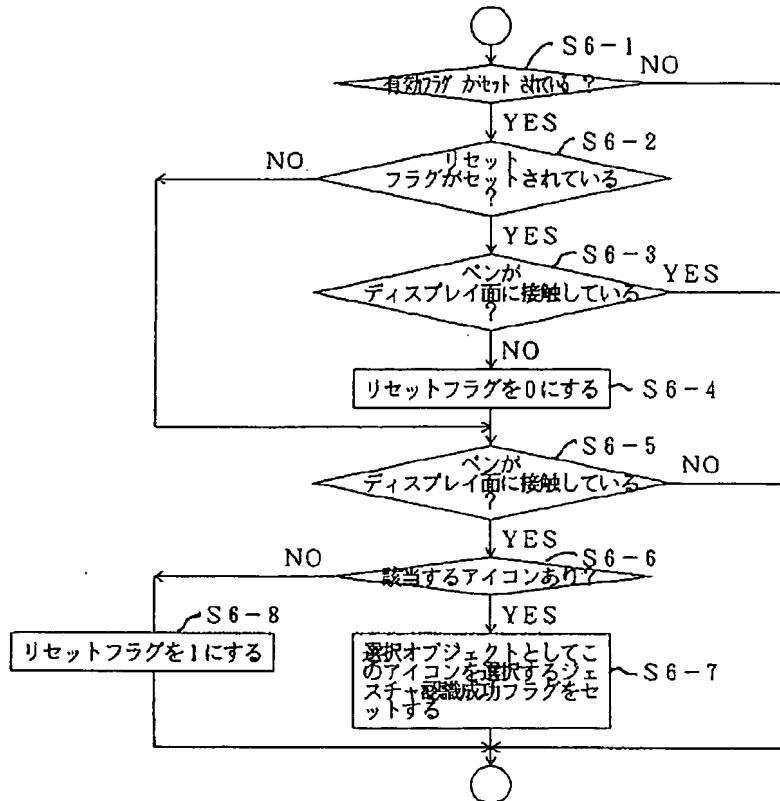 S6-1
有効フラグ がセット されている ?
NO
YES
S6-2
NO
リセット
フラグがセットされている
?
YES
S6-3
ペンが
YES
ディスプレイ面に接触している
?
NO
リセットフラグを0にする
S6-4
S6-5
ペンが
NO
ディスプレイ面に接触している
?
YES
S6-6
NO
該当するアイコンあり?
S6-8
YES
リセットフラグを1にする
選択オブジェクトとしてこ
のアイコンを選択するジェ
スチャ認識成功フラグをセ
ットする
S6-7